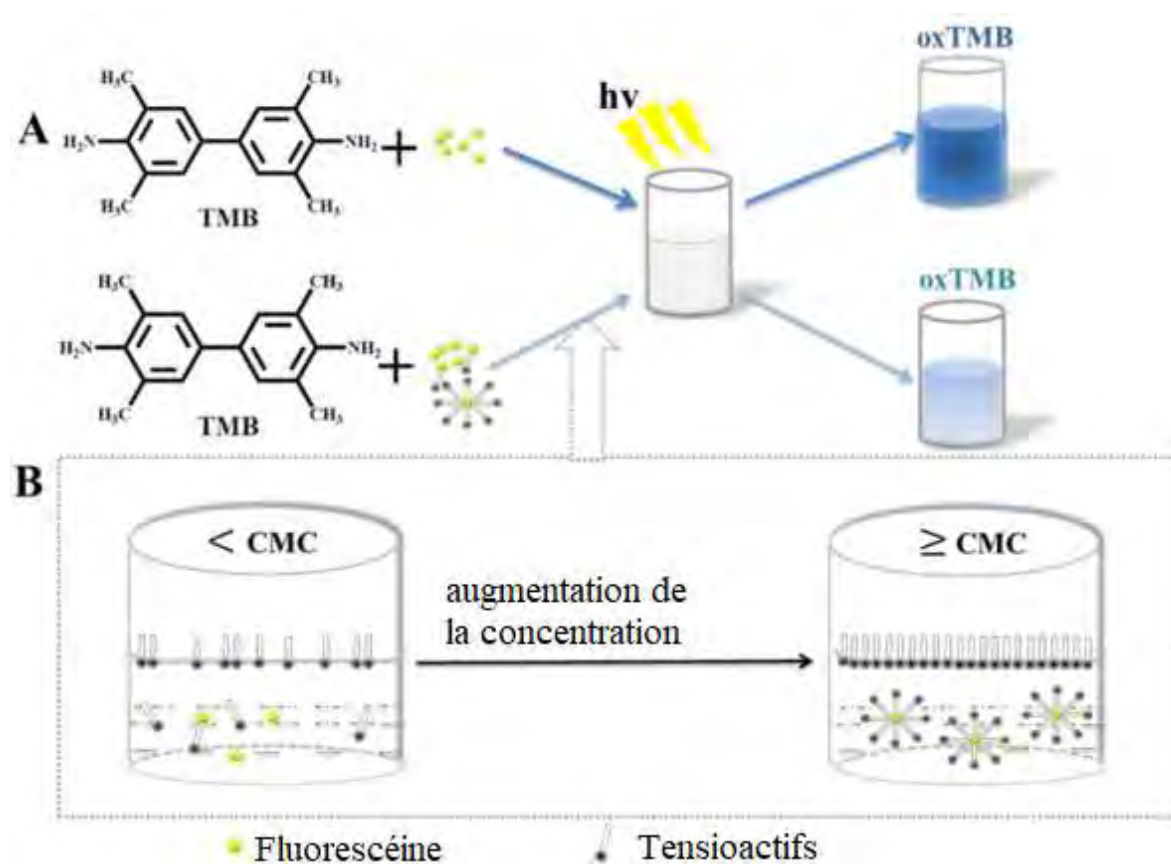 A
H₃C
CH₃
H₂N
NH₂
H₃C
CH₃
TMB
+
hν
oxTMB
H₃C
CH₃
H₂N
NH₂
H₃C
CH₃
TMB
+
oxTMB
B
< CMC
augmentation de
la concentration
≥ CMC
Fluorescéine
Tensioactifs